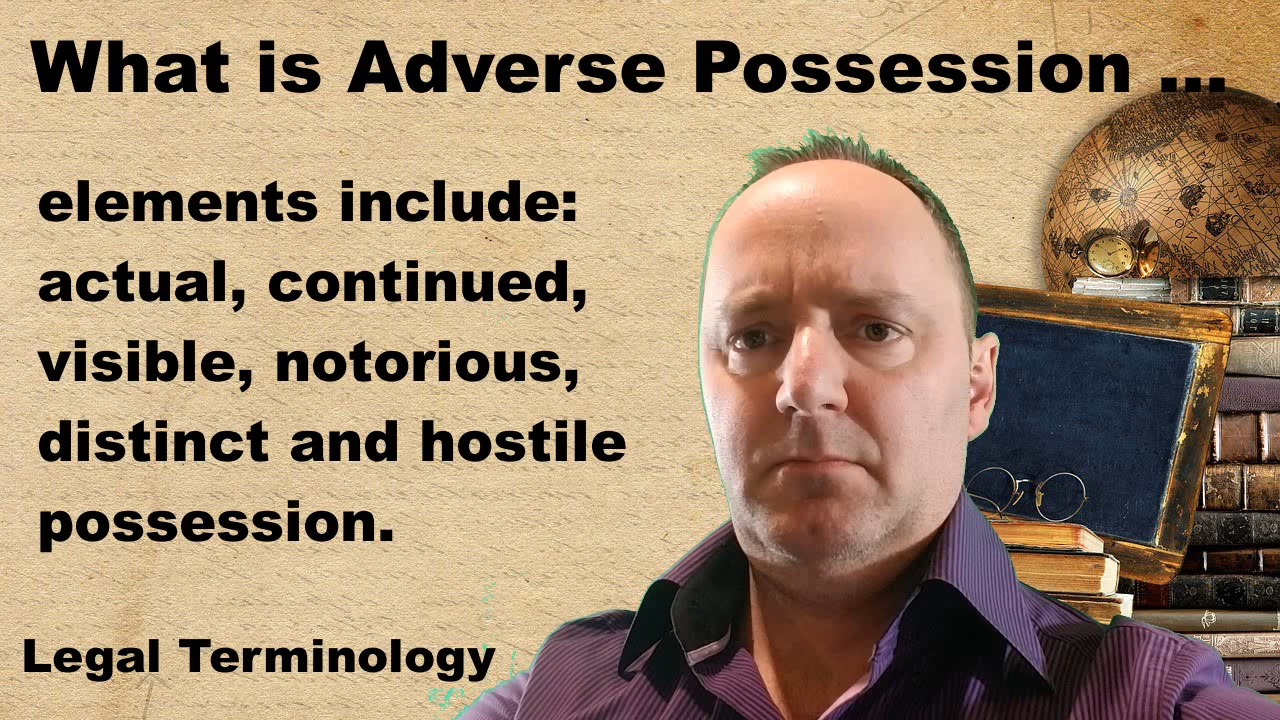 What is Adverse Possession ...
elements include:
actual, continued,
visible, notorious,
distinct and hostile
possession.
Legal Terminology